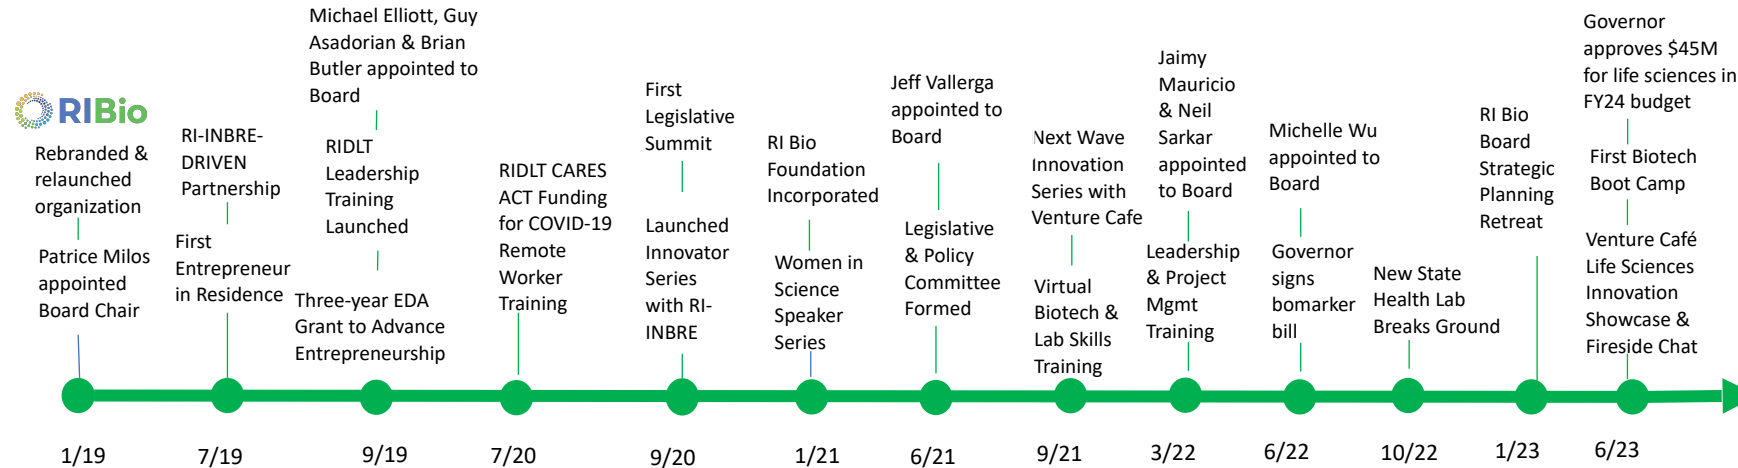 RIBio
Rebranded &
relaunched
organization
Patrice Milos
appointed
Board Chair
1/19
RI-INBRE-
DRIVEN
Partnership
First
Entrepreneur
in Residence
7/19
Michael Elliott, Guy
Asadorian & Brian
Butler appointed to
Board
RIDLT
Leadership
Training
Launched
Three-year EDA
Grant to Advance
Entrepreneurship
9/19
RIDLT CARES
ACT Funding
for COVID-19
Remote
Worker
Training
7/20
First
Legislative
Summit
Launched
Innovator
Series
with RI-
INBRE
9/20
RI Bio
Foundation
Incorporated
Women in
Science
Speaker
Series
1/21
Jeff Vallerga
appointed to
Board
Legislative
& Policy
Committee
Formed
6/21
Next Wave
Innovation
Series with
Venture Cafe
Virtual
Biotech &
Lab Skills
Training
9/21
Jaimy
Mauricio
& Neil
Sarkar
appointed
to Board
Leadership
& Project
Mgmt
Training
3/22
Michelle Wu
appointed to
Board
Governor
signs
bomarker
bill
6/22
New State
Health Lab
Breaks Ground
10/22
RI Bio
Board
Strategic
Planning
Retreat
1/23
Governor
approves $45M
for life sciences in
FY24 budget
First Biotech
Boot Camp
Venture Café
Life Sciences
Innovation
Showcase &
Fireside Chat
6/23